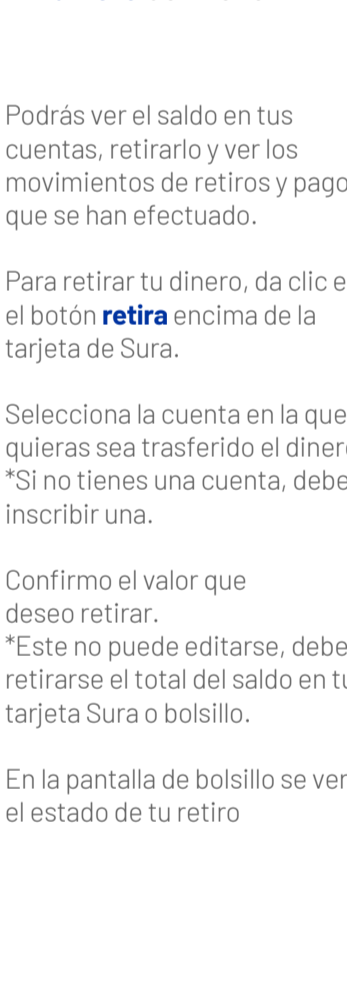 Podrás ver el saldo en tus
cuentas, retirarlo y ver los
movimientos de retiros y pago
que se han efectuado.
Para retirar tu dinero, da clic e
el botón retira encima de la
tarjeta de Sura.
Selecciona la cuenta en la que
quieras sea trasferido el diner
*Si no tienes una cuenta, debe
inscribir una.
Confirmo el valor que
deseo retirar.
*Este no puede editarse, debe
retirarse el total del saldo en tu
tarjeta Sura o bolsillo.
En la pantalla de bolsillo se ver
el estado de tu retiro